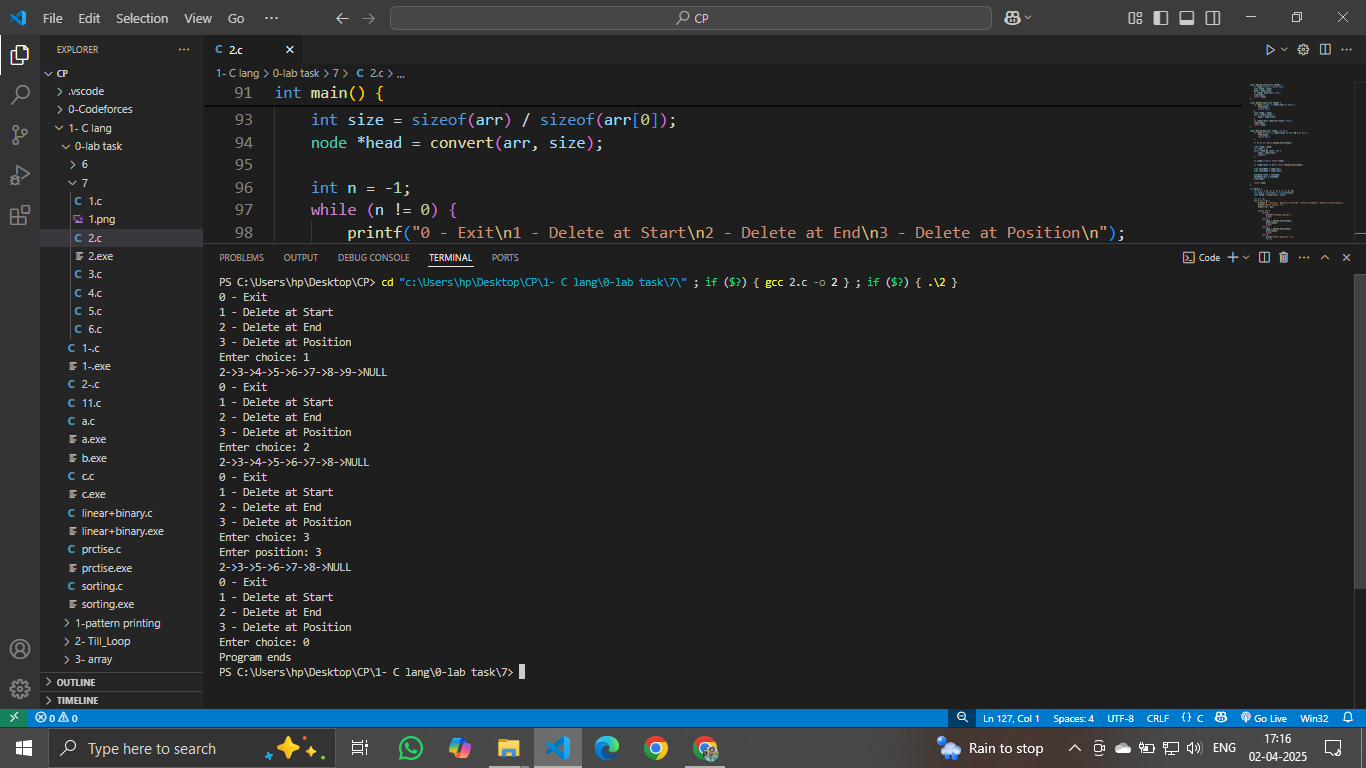 File Edit Selection View Go ··· CP
EXPLORER ···
CP
.vscode
0-Codeforces
1- C lang
0-lab task
6
7
C 1.c
1.png
C 2.c
2.exe
C 3.c
C 4.c
C 5.c
C 6.c
C 1-.c
1-.exe
C 2-.c
C 11.c
C a.c
a.exe
b.exe
C c.c
c.exe
C linear+binary.c
linear+binary.exe
C prctise.c
prctise.exe
C sorting.c
sorting.exe
1-pattern printing
2- Till_Loop
3- array
OUTLINE
TIMELINE
C 2.c
1- C lang > 0-lab task > 7 > C 2.c > ...
91 int main() {
93 int size = sizeof(arr) / sizeof(arr[0]);
94 node *head = convert(arr, size);
95
96 int n = -1;
97 while (n != 0) {
98 printf("0 - Exit\n1 - Delete at Start\n2 - Delete at End\n3 - Delete at Position\n");
PROBLEMS OUTPUT DEBUG CONSOLE TERMINAL PORTS Code
PS C:\Users\hp\Desktop\CP> cd "c:\Users\hp\Desktop\CP\1- C lang\0-lab task\7\" ; if ($?) { gcc 2.c -o 2 } ; if ($?) { .\2 }
0 - Exit
1 - Delete at Start
2 - Delete at End
3 - Delete at Position
Enter choice: 1
2->3->4->5->6->7->8->9->NULL
0 - Exit
1 - Delete at Start
2 - Delete at End
3 - Delete at Position
Enter choice: 2
2->3->4->5->6->7->8->NULL
0 - Exit
1 - Delete at Start
2 - Delete at End
3 - Delete at Position
Enter choice: 3
Enter position: 3
2->3->5->6->7->8->NULL
0 - Exit
1 - Delete at Start
2 - Delete at End
3 - Delete at Position
Enter choice: 0
Program ends
PS C:\Users\hp\Desktop\CP\1- C lang\0-lab task\7>
0 0 Ln 127, Col 1 Spaces: 4 UTF-8 CRLF {} C Go Live Win32
Type here to search Rain to stop ENG 17:16
02-04-2025